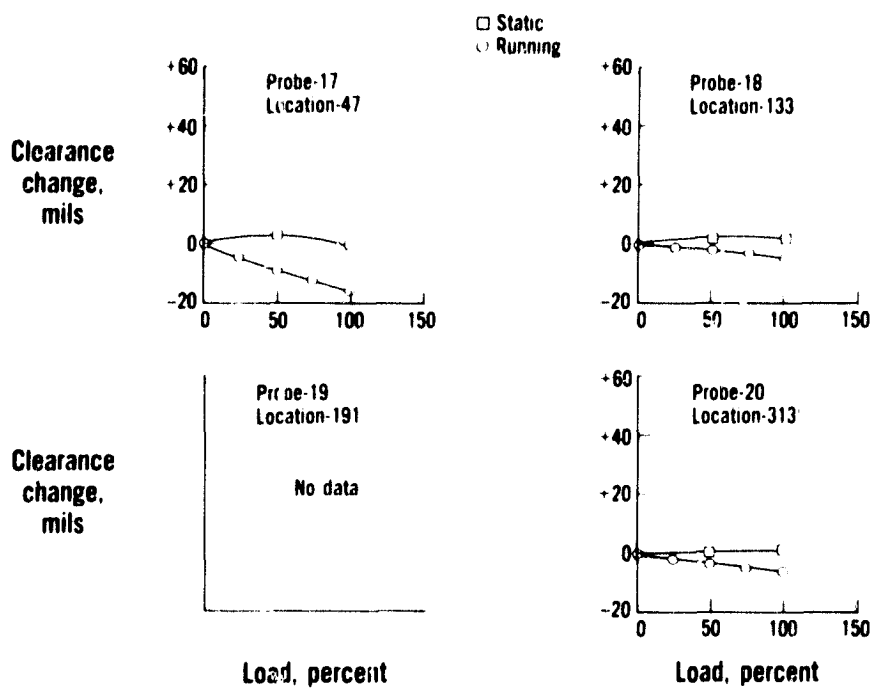 Static
Running
Probe-17
Location-47
+60
+40
+20
0
-20
0 50 100 150
Clearance
change,
mils
Probe-18
Location-133
+60
+40
+20
0
-20
0 50 100 150
Clearance
change,
mils
Probe-19
Location-191
No data
Load, percent
Probe-20
Location-313
+60
+40
+20
0
-20
0 50 100 150
Load, percent